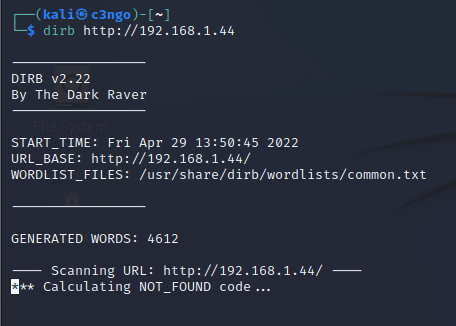 ┌──(kali㉿c3ngo)-[~]
└─$ dirb http://192.168.1.44
-----------------
DIRB v2.22
By The Dark Raver
-----------------
File System
START_TIME: Fri Apr 29 13:50:45 2022
URL_BASE: http://192.168.1.44/
WORDLIST_FILES: /usr/share/dirb/wordlists/common.txt
-----------------
GENERATED WORDS: 4612
---- Scanning URL: http://192.168.1.44/ ----
*** Calculating NOT_FOUND code...